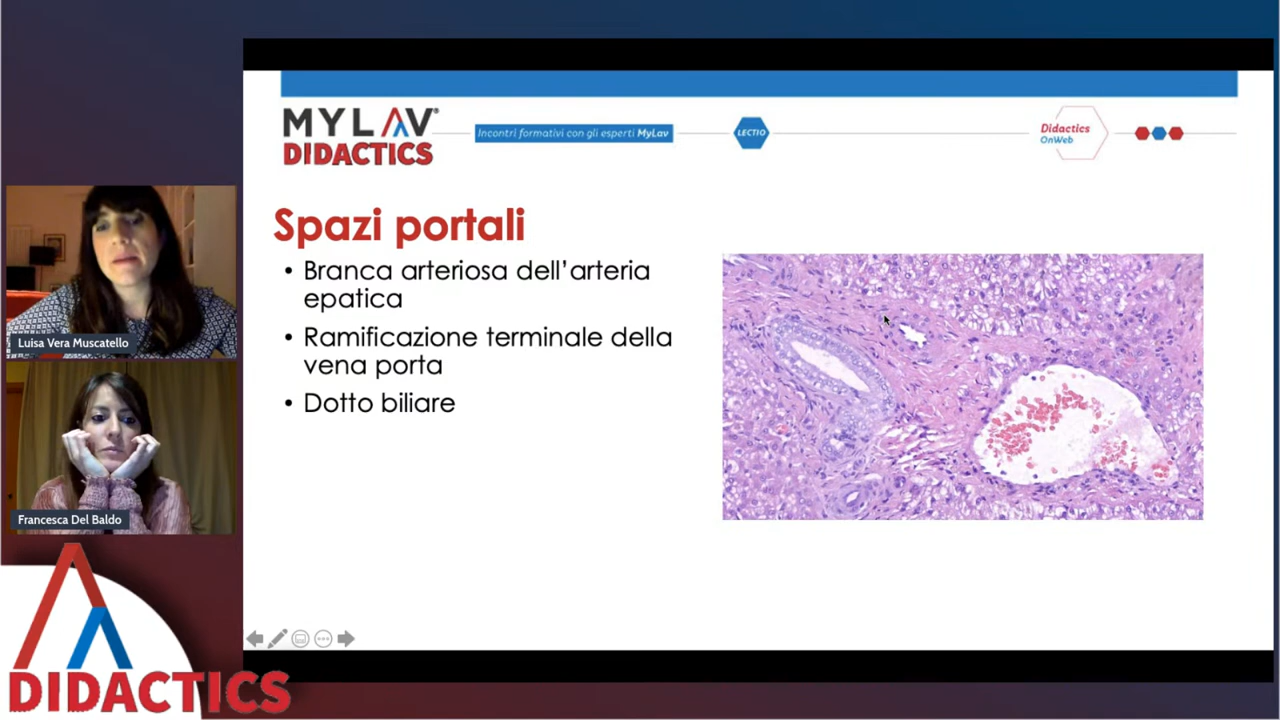 MYLAV®
DIDACTICS
Incontri formativi con gli esperti MyLav
LECTIO
Didactics
OnWeb
Spazi portali
• Branca arteriosa dell’arteria
epatica
• Ramificazione terminale della
vena porta
• Dotto biliare
Luisa Vera Muscatello
Francesca Del Baldo
DIDACTICS